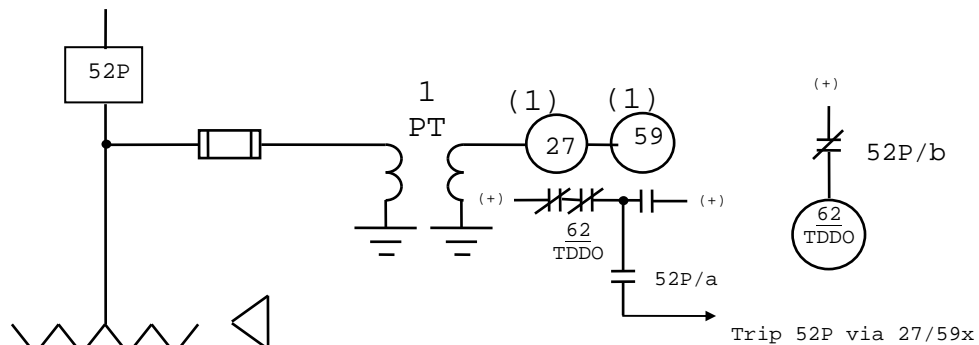 52P
1
PT
(1)
(1)
27
59
(+)
(+)
62
TDDO
52P/a
Trip 52P via 27/59x
(+)
52P/b
62
TDDO